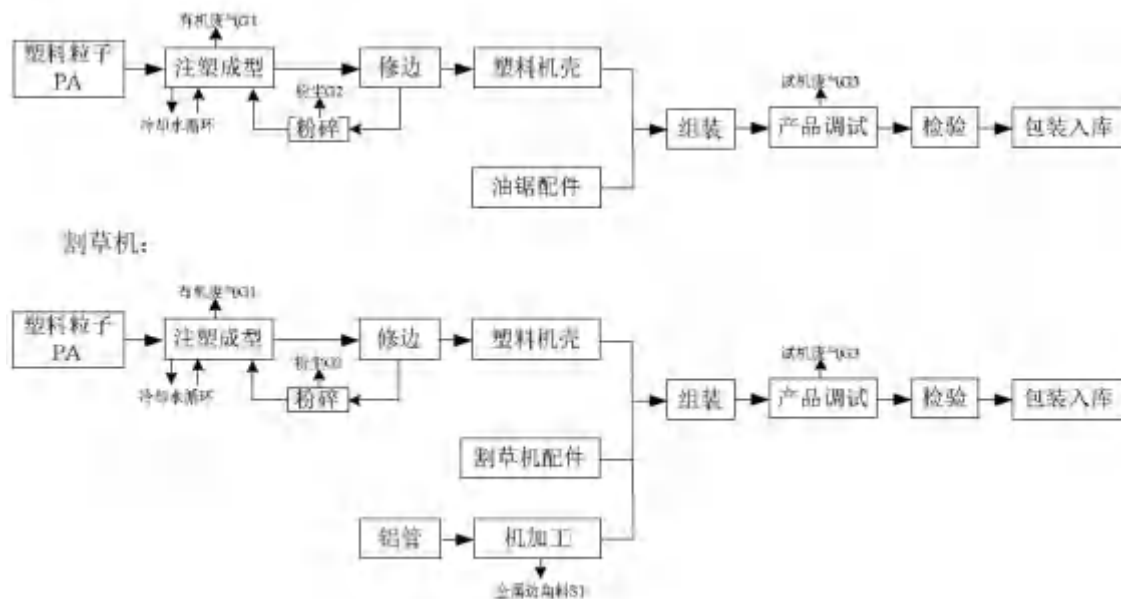 有机废气G1
塑料粒子
PA
注塑成型
修边
塑料机壳
粉尘G2
冷却水循环
粉碎
试机废气G3
组装
产品调试
检验
包装入库
油锯配件
割草机：
有机废气G1
塑料粒子
PA
注塑成型
修边
塑料机壳
粉尘G2
冷却水循环
粉碎
试机废气G3
组装
产品调试
检验
包装入库
割草机配件
铝管
机加工
金属边角料S1